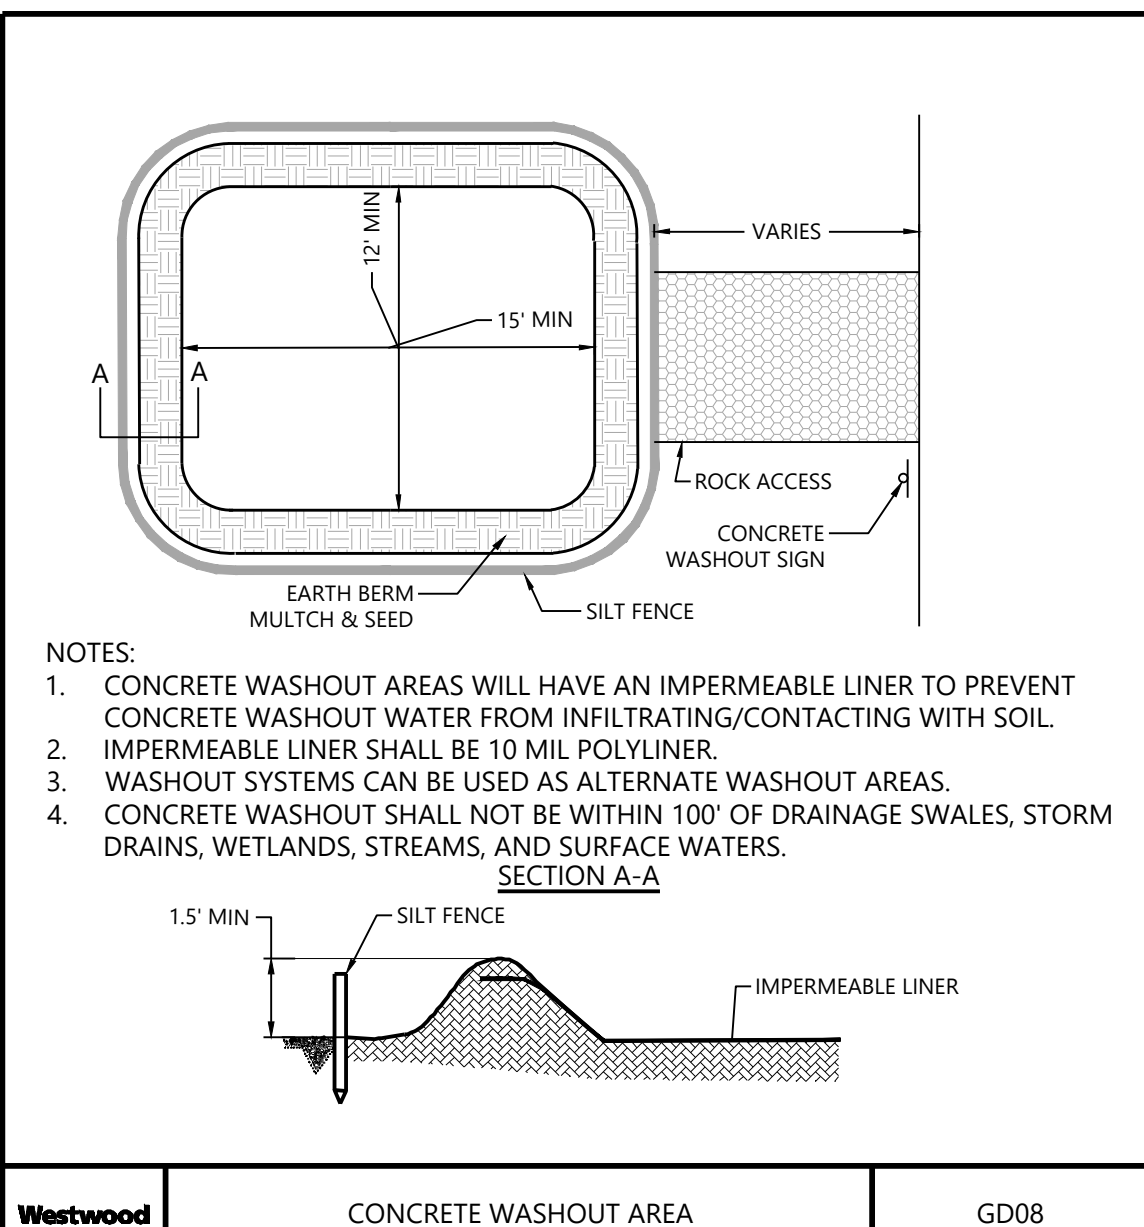 12' MIN
VARIES
15' MIN
A
A
ROCK ACCESS
CONCRETE
WASHOUT SIGN
EARTH BERM
MULTCH & SEED
SILT FENCE
NOTES:
1. CONCRETE WASHOUT AREAS WILL HAVE AN IMPERMEABLE LINER TO PREVENT
CONCRETE WASHOUT WATER FROM INFILTRATING/CONTACTING WITH SOIL.
2. IMPERMEABLE LINER SHALL BE 10 MIL POLYLINER.
3. WASHOUT SYSTEMS CAN BE USED AS ALTERNATE WASHOUT AREAS.
4. CONCRETE WASHOUT SHALL NOT BE WITHIN 100' OF DRAINAGE SWALES, STORM
DRAINS, WETLANDS, STREAMS, AND SURFACE WATERS.
SECTION A-A
1.5' MIN
SILT FENCE
IMPERMEABLE LINER
Westwood
CONCRETE WASHOUT AREA
GD08